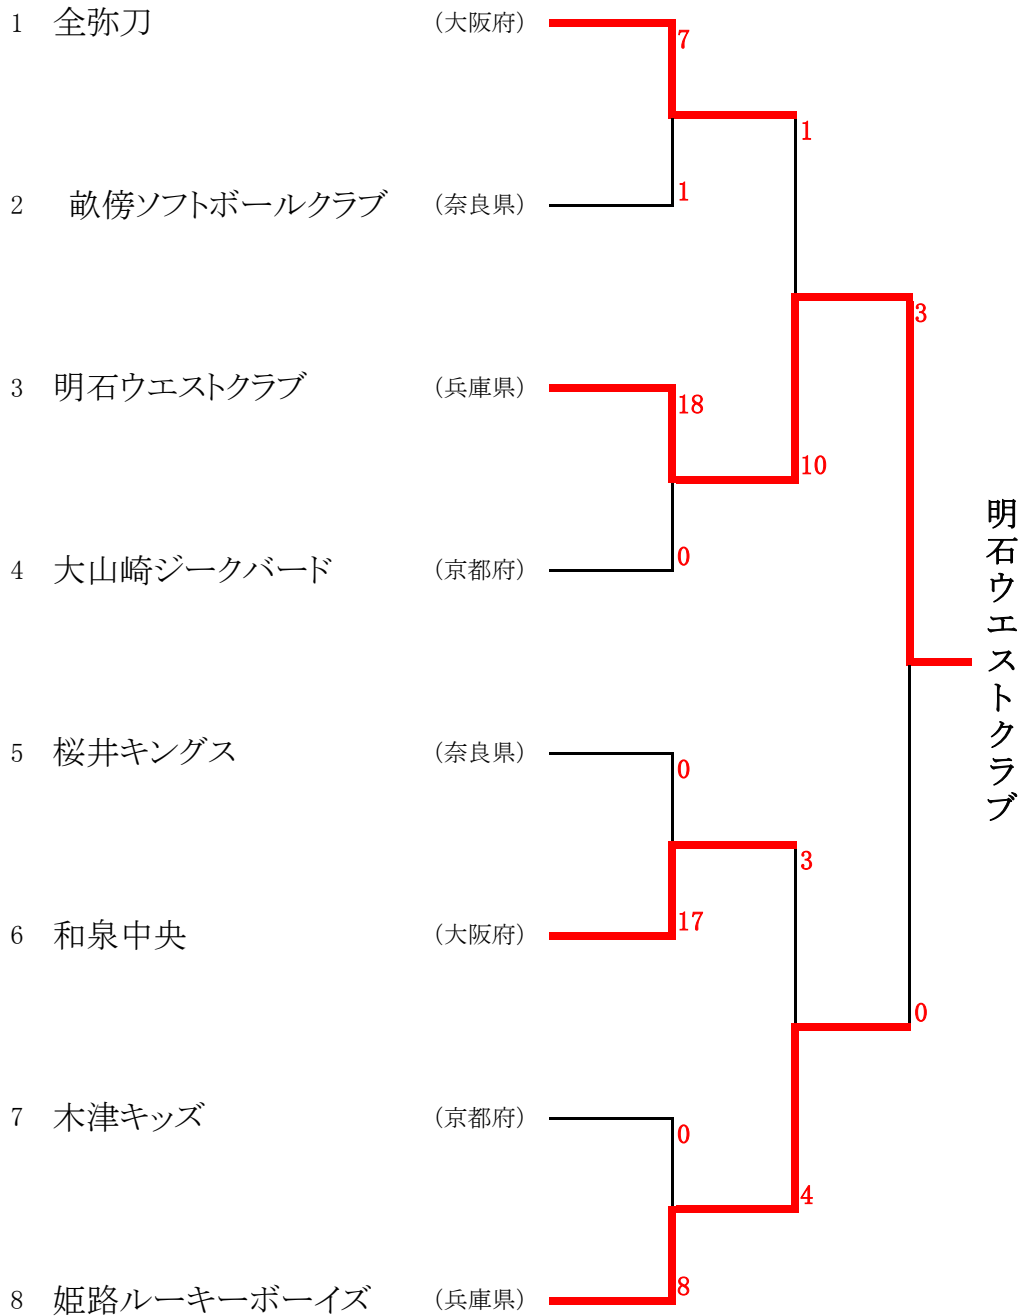 1 全弥刀 (大阪府)
7
1
1
2 畝傍ソフトボールクラブ (奈良県)
3
3 明石ウエストクラブ (兵庫県)
18
10
0
4 大山崎ジークバード (京都府)
明石ウエストクラブ
5 桜井キングス (奈良県)
0
3
17
6 和泉中央 (大阪府)
0
7 木津キッズ (京都府)
0
4
8
8 姫路ルーキーボーイズ (兵庫県)